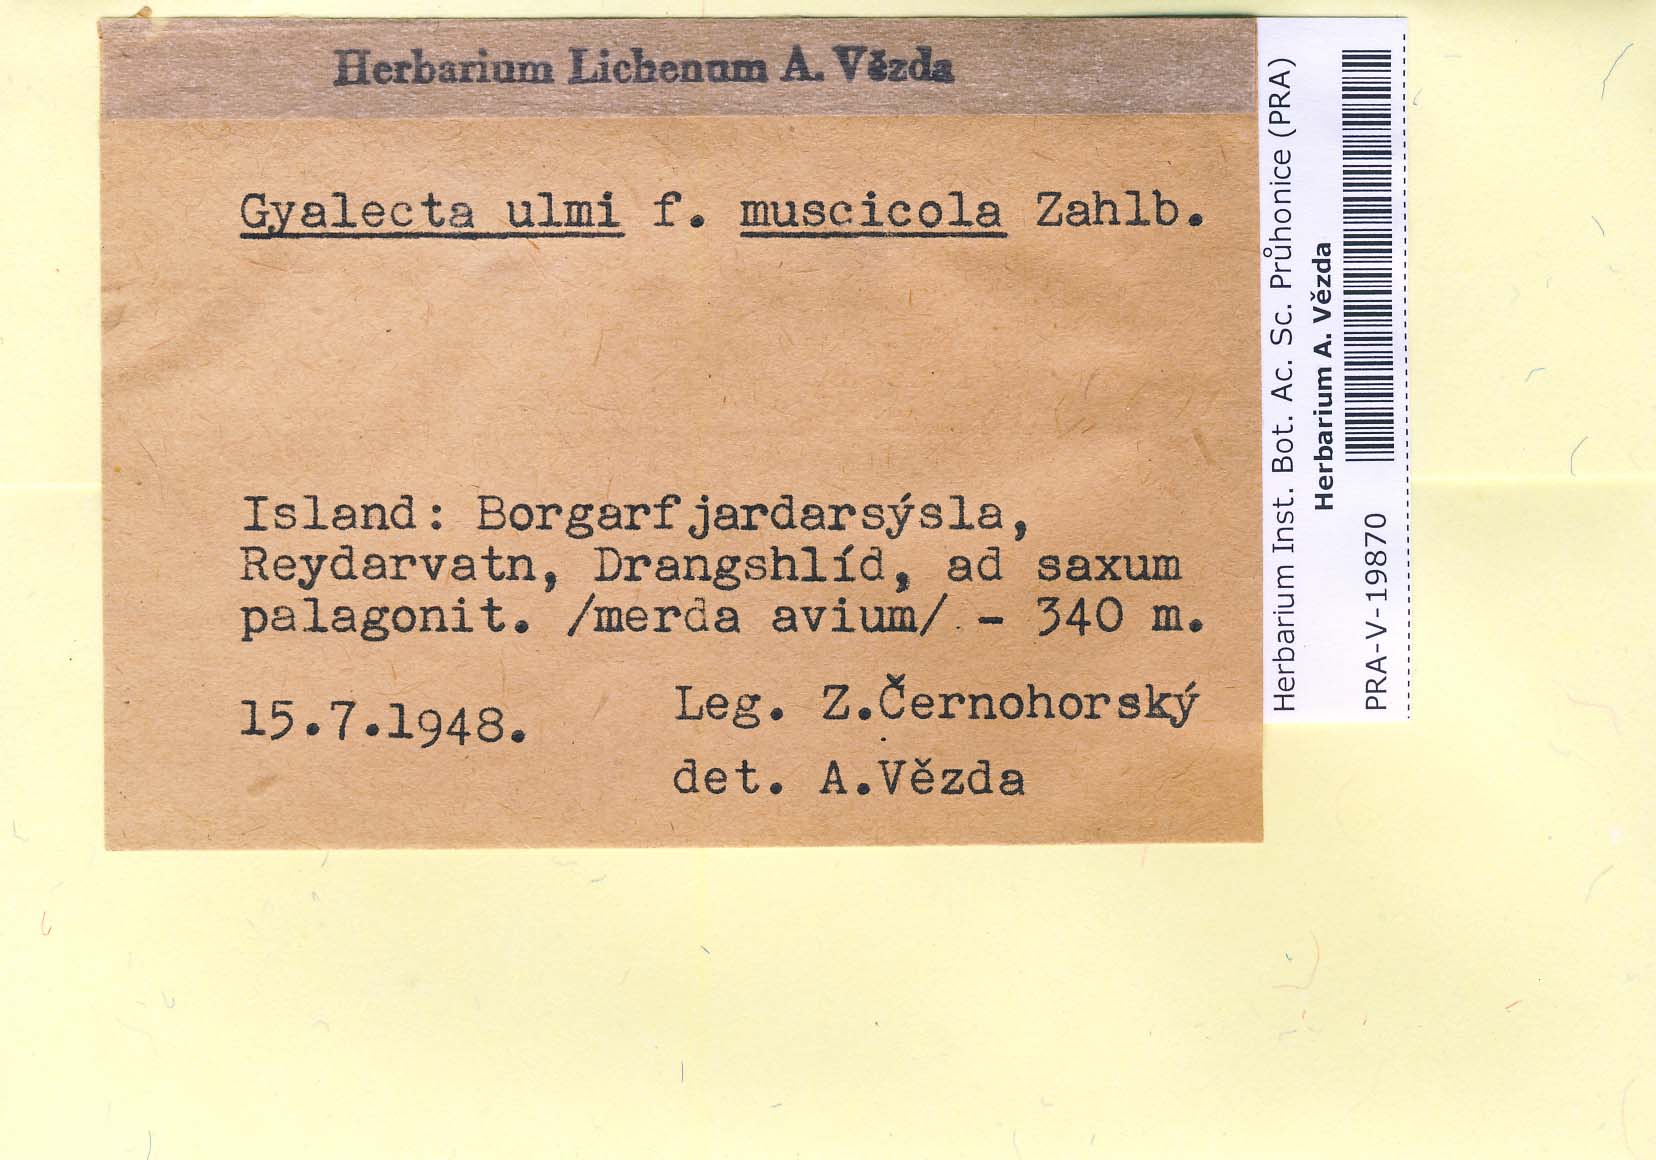 Herbarium Lichenum A. Vězda
Gyalecta ulmi f. muscicola Zahlb.
Island: Borgarfjardarsýsla,
Reydarvatn, Drangshlíd, ad saxum
palagonit. /merda avium/ - 340 m.
15.7.1948.
Leg. Z.Černohorský
det. A.Vězda
Herbarium Inst. Bot. Ac. Sc. Průhonice (PRA)
Herbarium A. Vězda
PRA-V-19870